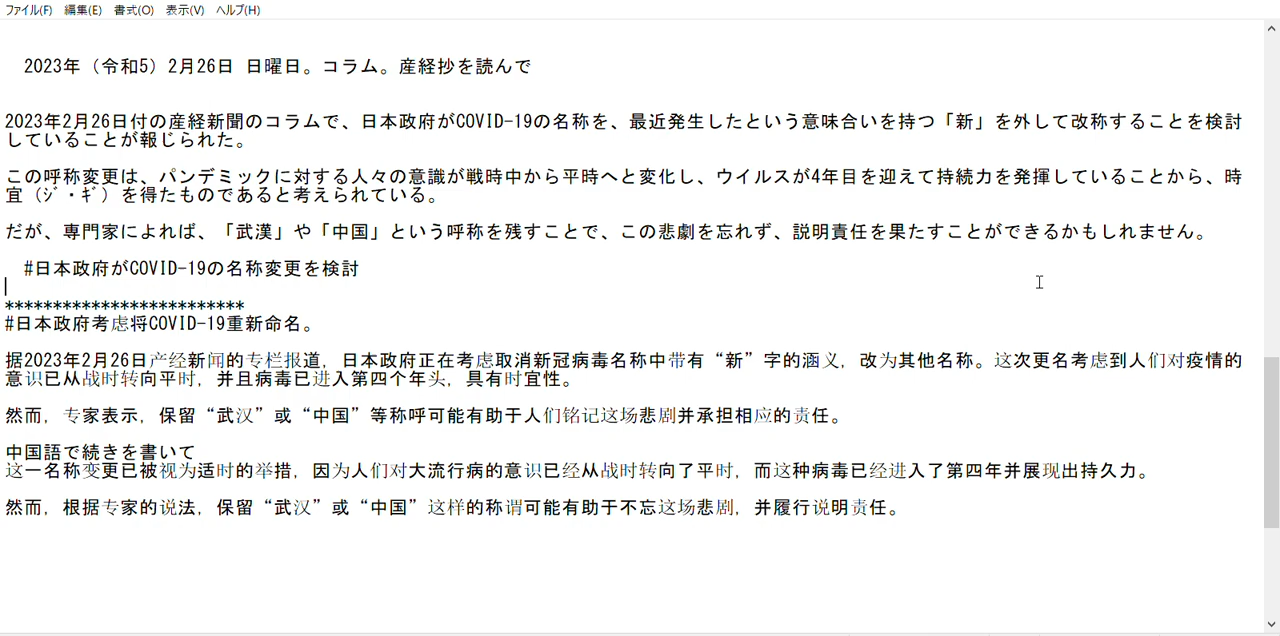 ファイル(F) 編集(E) 書式(O) 表示(V) ヘルプ(H)
2023年（令和5）2月26日 日曜日。コラム。産経抄を読んで
2023年2月26日付の産経新聞のコラムで、日本政府がCOVID-19の名称を、最近発生したという意味合いを持つ「新」を外して改称することを検討
していることが報じられた。
この呼称変更は、パンデミックに対する人々の意識が戦時中から平時へと変化し、ウイルスが4年目を迎えて持続力を発揮していることから、時
宜（ｼﾞ・ｷﾞ）を得たものであると考えられている。
だが、専門家によれば、「武漢」や「中国」という呼称を残すことで、この悲劇を忘れず、説明責任を果たすことができるかもしれません。
#日本政府がCOVID-19の名称変更を検討
*************************
#日本政府考虑将COVID-19重新命名。
据2023年2月26日产经新闻的专栏报道，日本政府正在考虑取消新冠病毒名称中带有“新”字的涵义，改为其他名称。这次更名考虑到人们对疫情的
意识已从战时转向平时，并且病毒已进入第四个年头，具有时宜性。
然而，专家表示，保留“武汉”或“中国”等称呼可能有助于人们铭记这场悲剧并承担相应的责任。
中国語で続きを書いて
这一名称变更已被视为适时的举措，因为人们对大流行病的意识已经从战时转向了平时，而这种病毒已经进入了第四年并展现出持久力。
然而，根据专家的说法，保留“武汉”或“中国”这样的称谓可能有助于不忘这场悲剧，并履行说明责任。